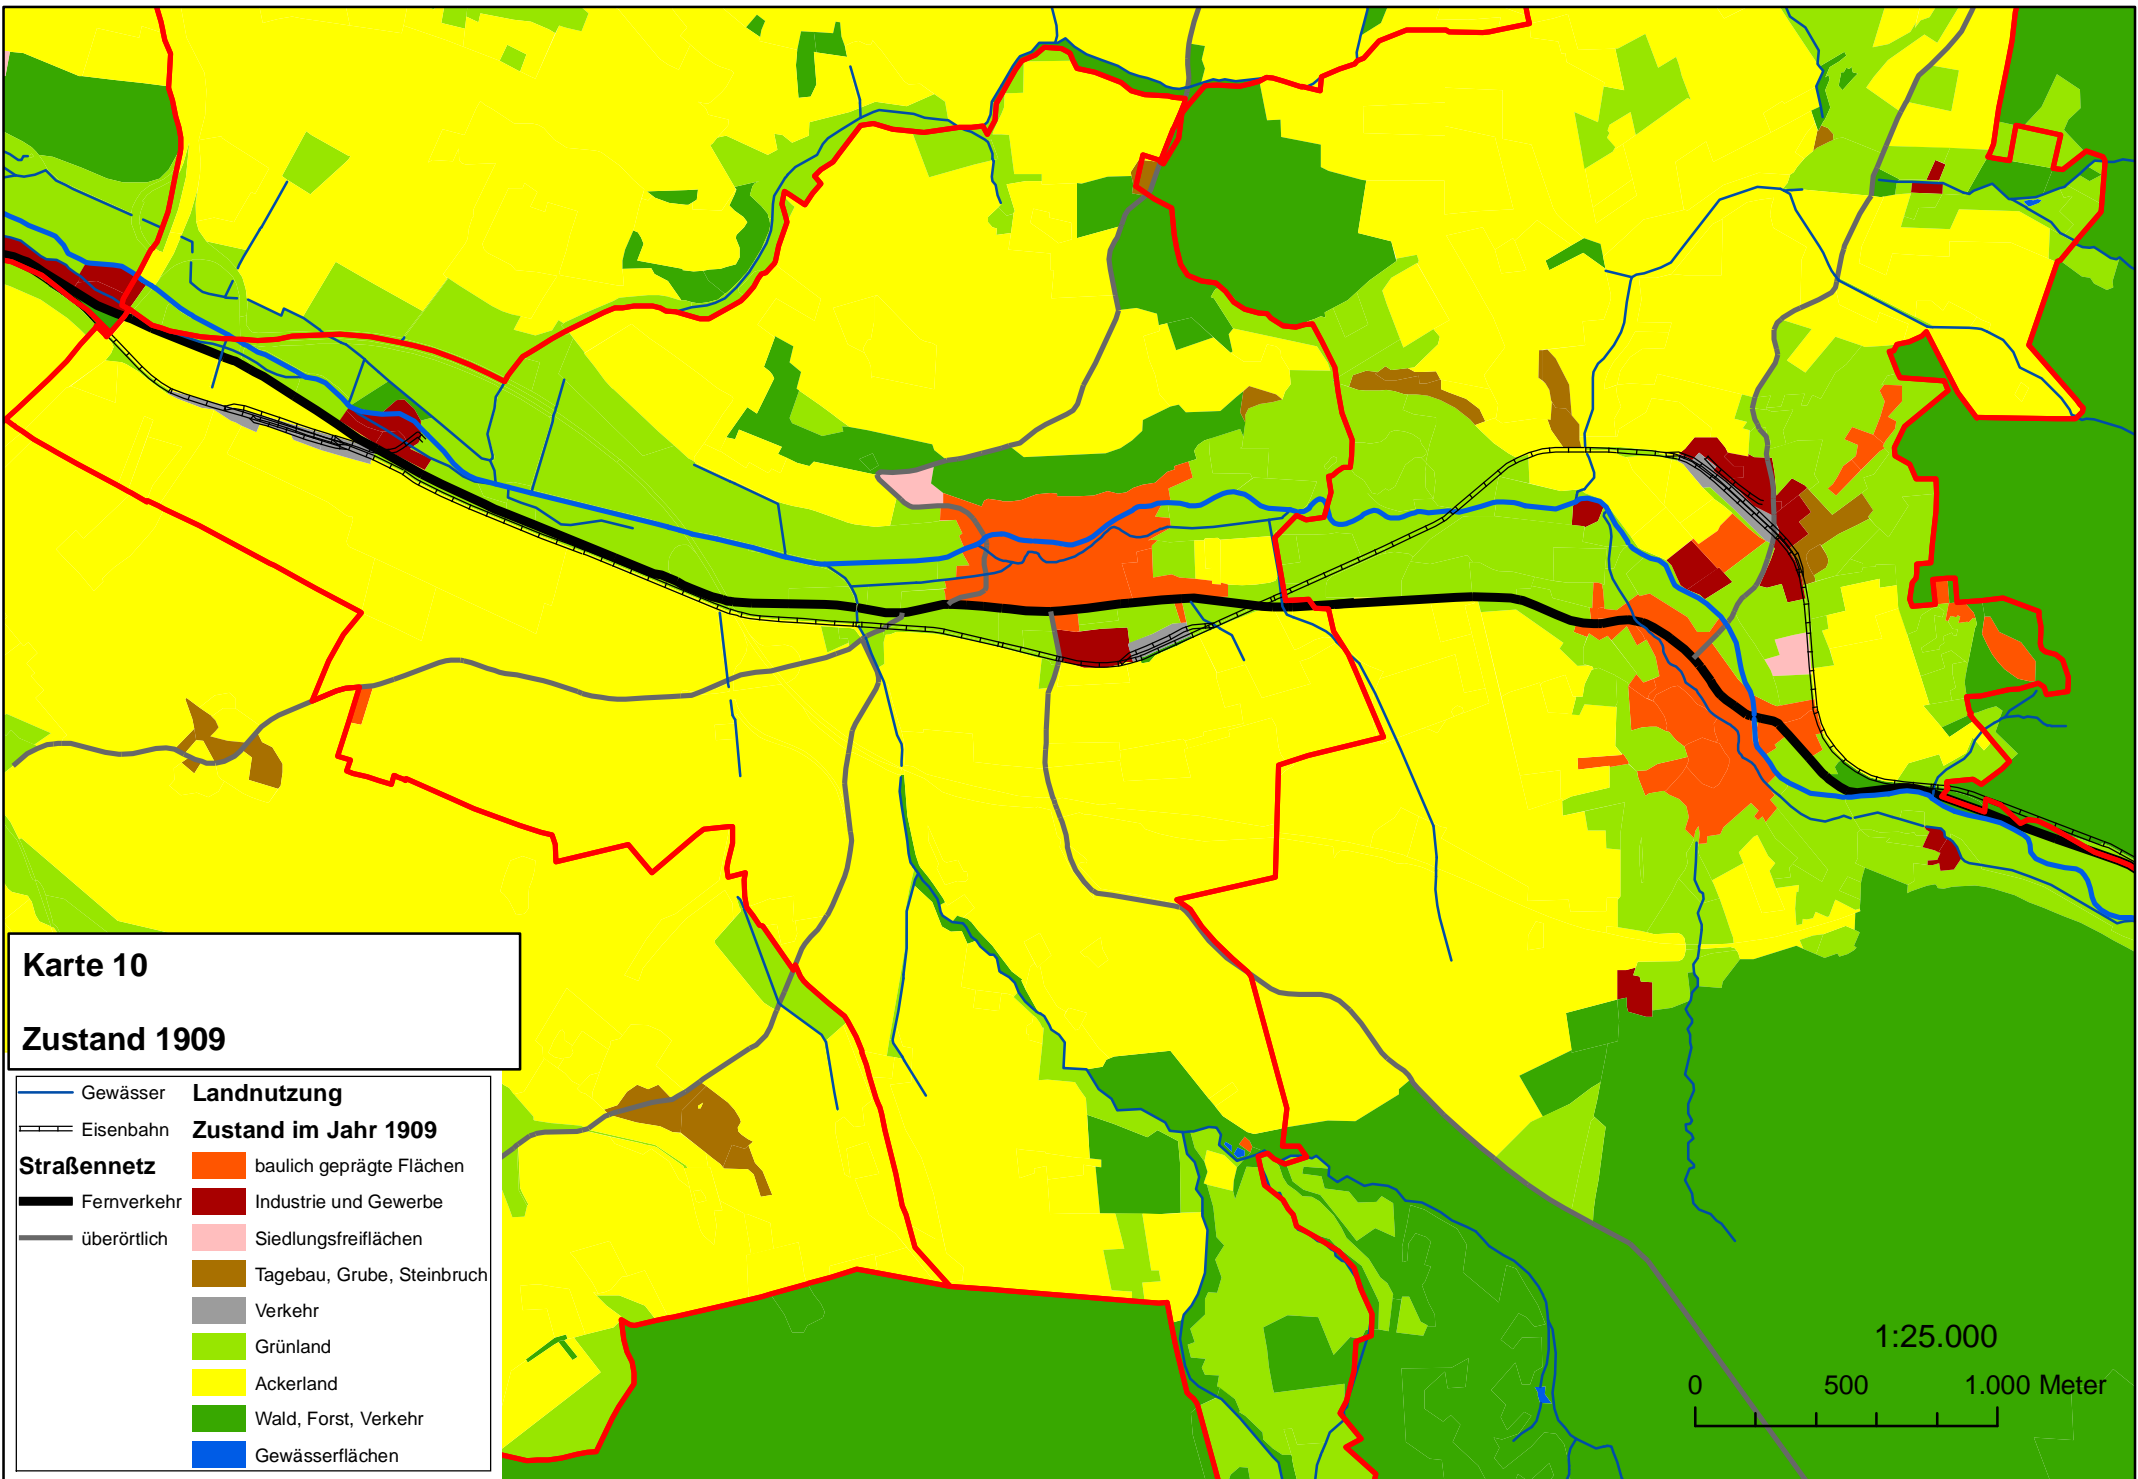 Karte 10
Zustand 1909
Gewässer
Eisenbahn
Straßennetz
Fernverkehr
überörtlich
Landnutzung
Zustand im Jahr 1909
baulich geprägte Flächen
Industrie und Gewerbe
Siedlungsfreiflächen
Tagebau, Grube, Steinbruch
Verkehr
Grünland
Ackerland
Wald, Forst, Verkehr
Gewässerflächen
1:25.000
0 500 1.000 Meter